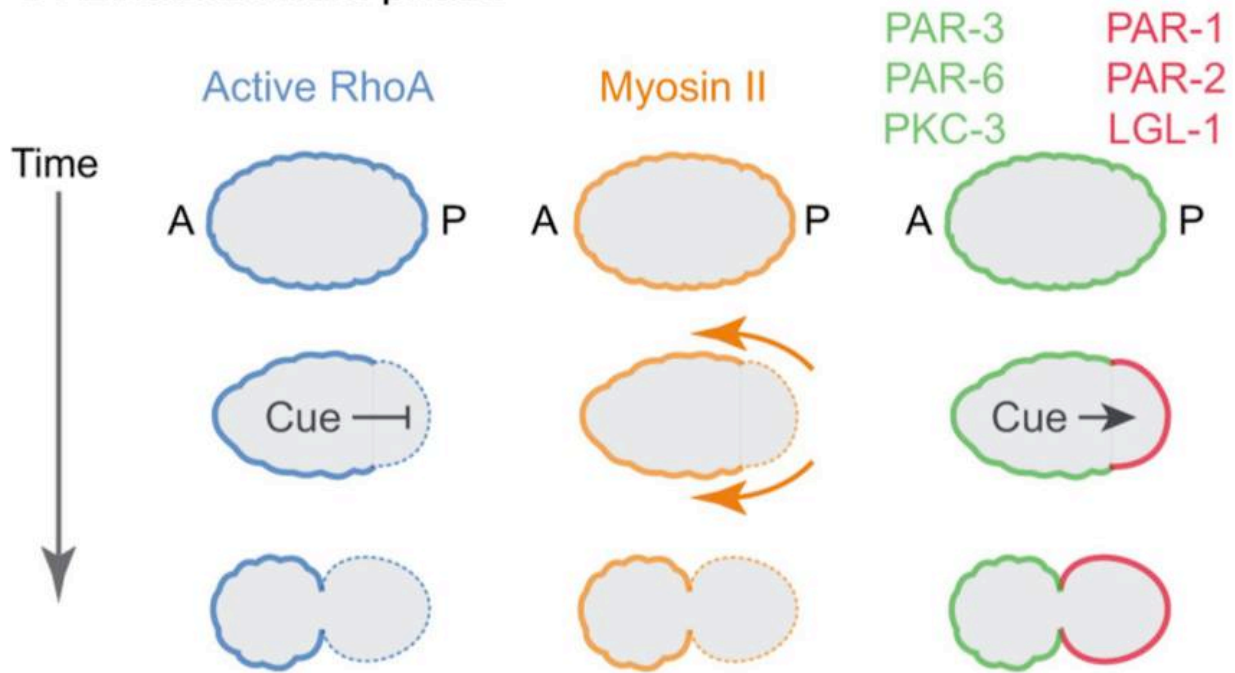 PAR-3 PAR-1
Active RhoA Myosin II PAR-6 PAR-2
PKC-3 LGL-1
Time
A P A P A P
Cue Cue